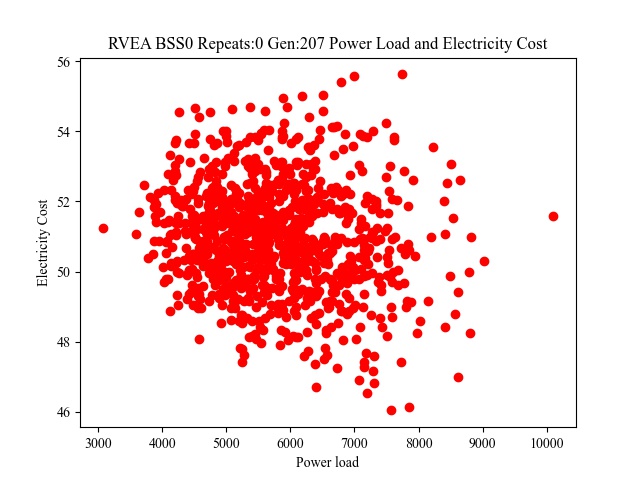 RVEA BSS0 Repeats:0 Gen:207 Power Load and Electricity Cost
56
54
52
50
48
46
Electricity Cost
3000 4000 5000 6000 7000 8000 9000 10000
Power load